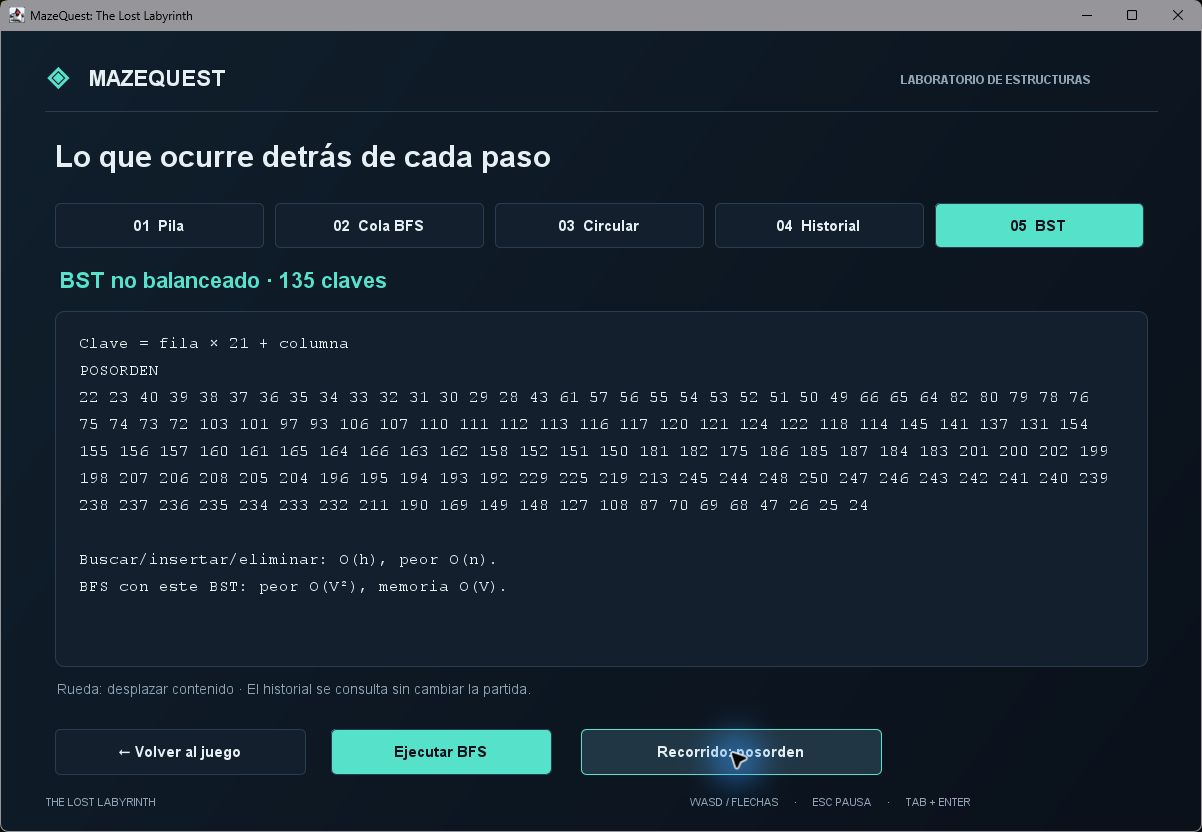 MazeQuest: The Lost Labyrinth
MAZEQUEST
LABORATORIO DE ESTRUCTURAS
Lo que ocurre detrás de cada paso
01 Pila
02 Cola BFS
03 Circular
04 Historial
05 BST
BST no balanceado · 135 claves
Clave = fila × 21 + columna
POSORDEN
22 23 40 39 38 37 36 35 34 33 32 31 30 29 28 43 61 57 56 55 54 53 52 51 50 49 66 65 64 82 80 79 78 76
75 74 73 72 103 101 97 93 106 107 110 111 112 113 116 117 120 121 124 122 118 114 145 141 137 131 154
155 156 157 160 161 165 164 166 163 162 158 152 151 150 181 182 175 186 185 187 184 183 201 200 202 199
198 207 206 208 205 204 196 195 194 193 192 229 225 219 213 245 244 248 250 247 246 243 242 241 240 239
238 237 236 235 234 233 232 211 190 169 149 148 127 108 87 70 69 68 47 26 25 24
Buscar/insertar/eliminar: O(h), peor O(n).
BFS con este BST: peor O(V²), memoria O(V).
Rueda: desplazar contenido · El historial se consulta sin cambiar la partida.
← Volver al juego
Ejecutar BFS
Recorrido: posorden
THE LOST LABYRINTH
WASD / FLECHAS · ESC PAUSA · TAB + ENTER